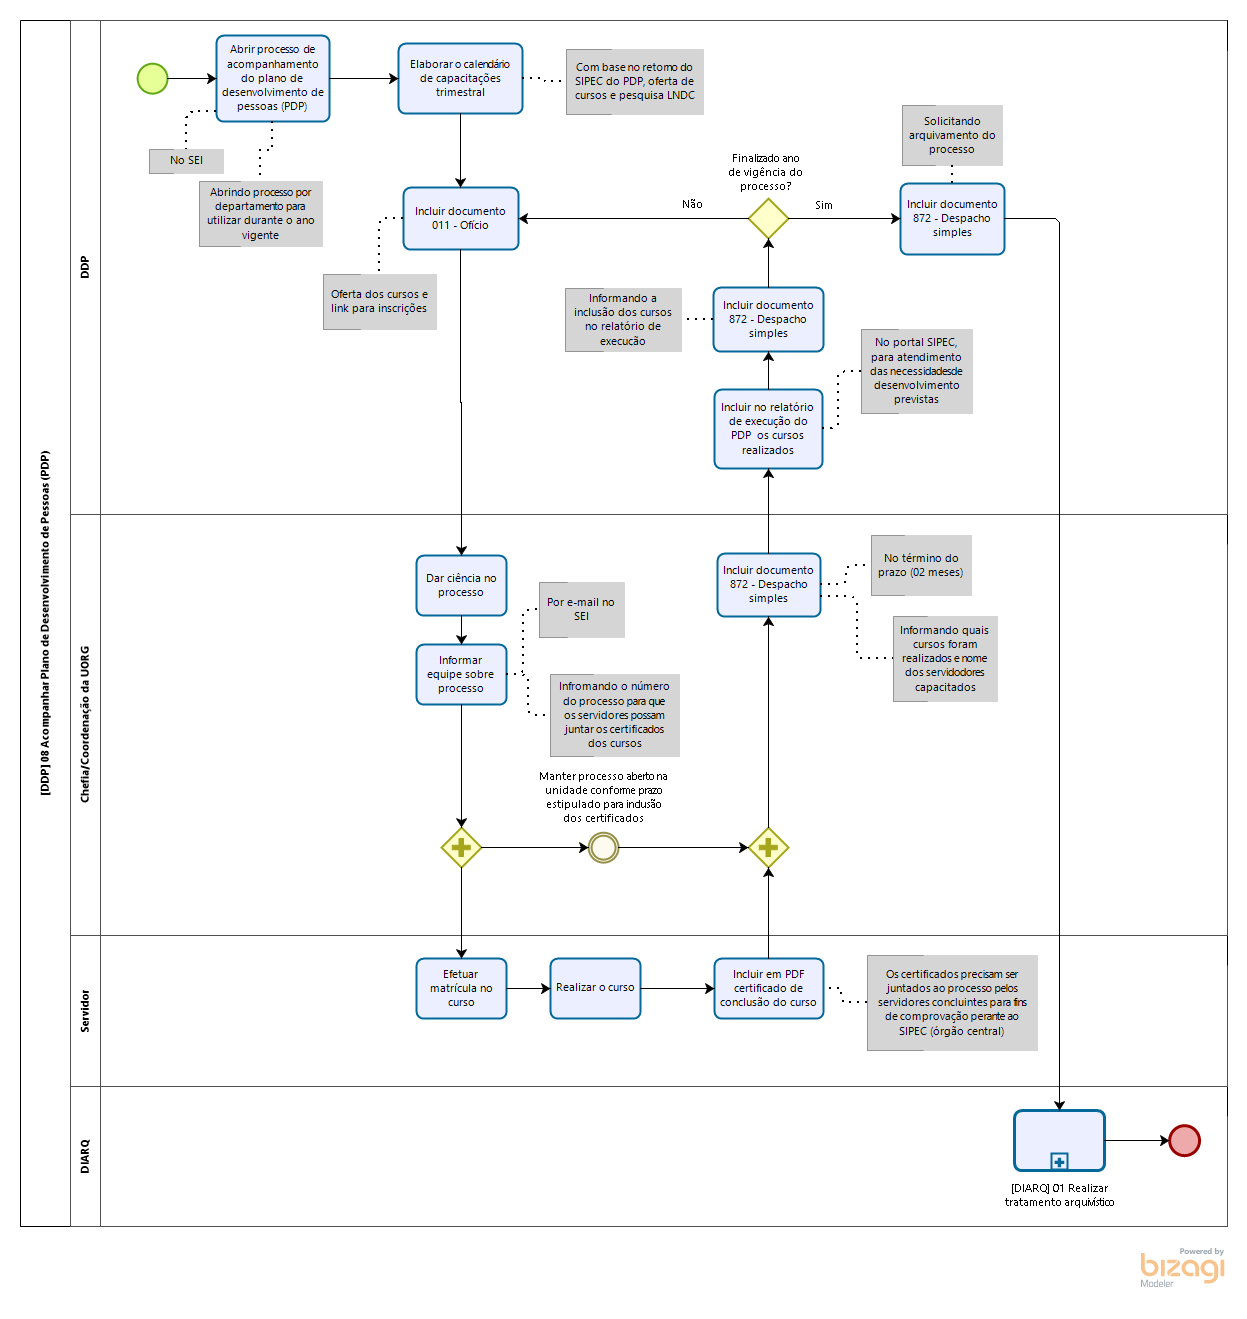 [DDP] 08 Acompanhar Plano de Desenvolvimento de Pessoas (PDP)
DDP
Abrir processo de
acompanhamento
do plano de
desenvolvimento de
pessoas (PDP)
Elaborar o calendário
de capacitações
trimestral
Com base no retorno do
SIPEC do PDP, oferta de
cursos e pesquisa LNDC
No SEI
Abrindo processo por
departamento para
utilizar durante o ano
vigente
Solicitando
arquivamento do
processo
Finalizado ano
de vigência do
processo?
Não
Sim
Incluir documento
011 - Ofício
Incluir documento
872 - Despacho
simples
Oferta dos cursos e
link para inscrições
Informando a
inclusão dos cursos
no relatório de
execução
Incluir documento
872 - Despacho
simples
No portal SIPEC,
para atendimento
das necessidadesde
desenvolvimento
previstas
Incluir no relatório
de execução do
PDP os cursos
realizados
Chefia/Coordenação da UORG
Dar ciência no
processo
Por e-mail no
SEI
Informar
equipe sobre
processo
Infromando o número
do processo para que
os servidores possam
juntar os certificados
dos cursos
Incluir documento
872 - Despacho
simples
No término do
prazo (02 meses)
Informando quais
cursos foram
realizados e nome
dos servidodores
capacitados
Manter processo aberto na
unidade conforme prazo
estipulado para inclusão
dos certificados
Servidor
Efetuar
matrícula no
curso
Realizar o curso
Incluir em PDF
certificado de
conclusão do curso
Os certificados precisam ser
juntados ao processo pelos
servidores concluintes para fins
de comprovação perante ao
SIPEC (órgão central)
DIARQ
[DIARQ] 01 Realizar
tratamento arquivístico
Powered by
bizagi
Modeler